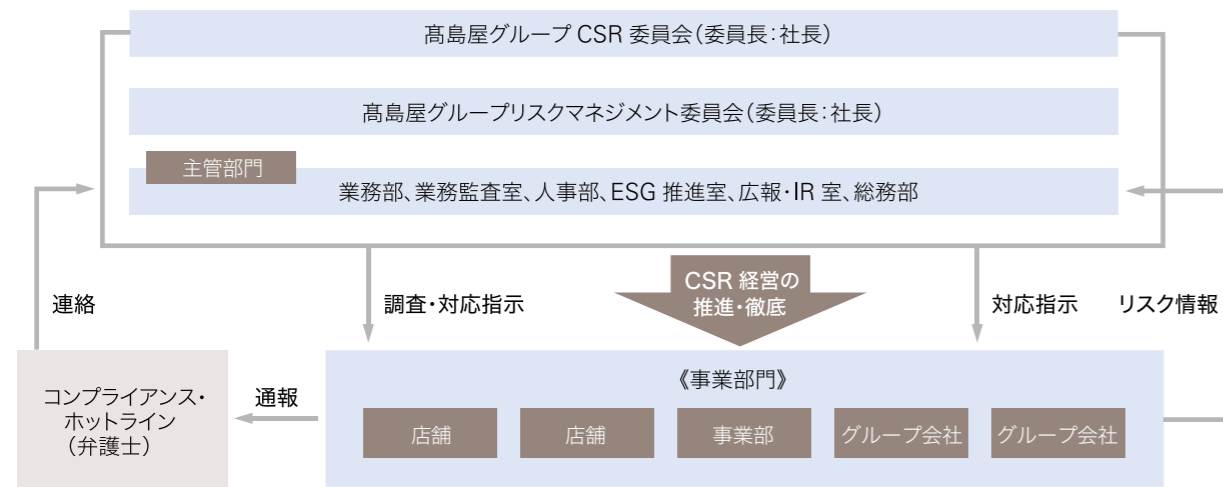 髙島屋グループ CSR 委員会(委員長:社長)
髙島屋グループリスクマネジメント委員会(委員長:社長)
主管部門
業務部、業務監査室、人事部、ESG 推進室、広報・IR 室、総務部
CSR 経営の
推進・徹底
連絡
調査・対応指示
対応指示
リスク情報
《事業部門》
コンプライアンス・
ホットライン
(弁護士)
通報
店舗
店舗
事業部
グループ会社
グループ会社